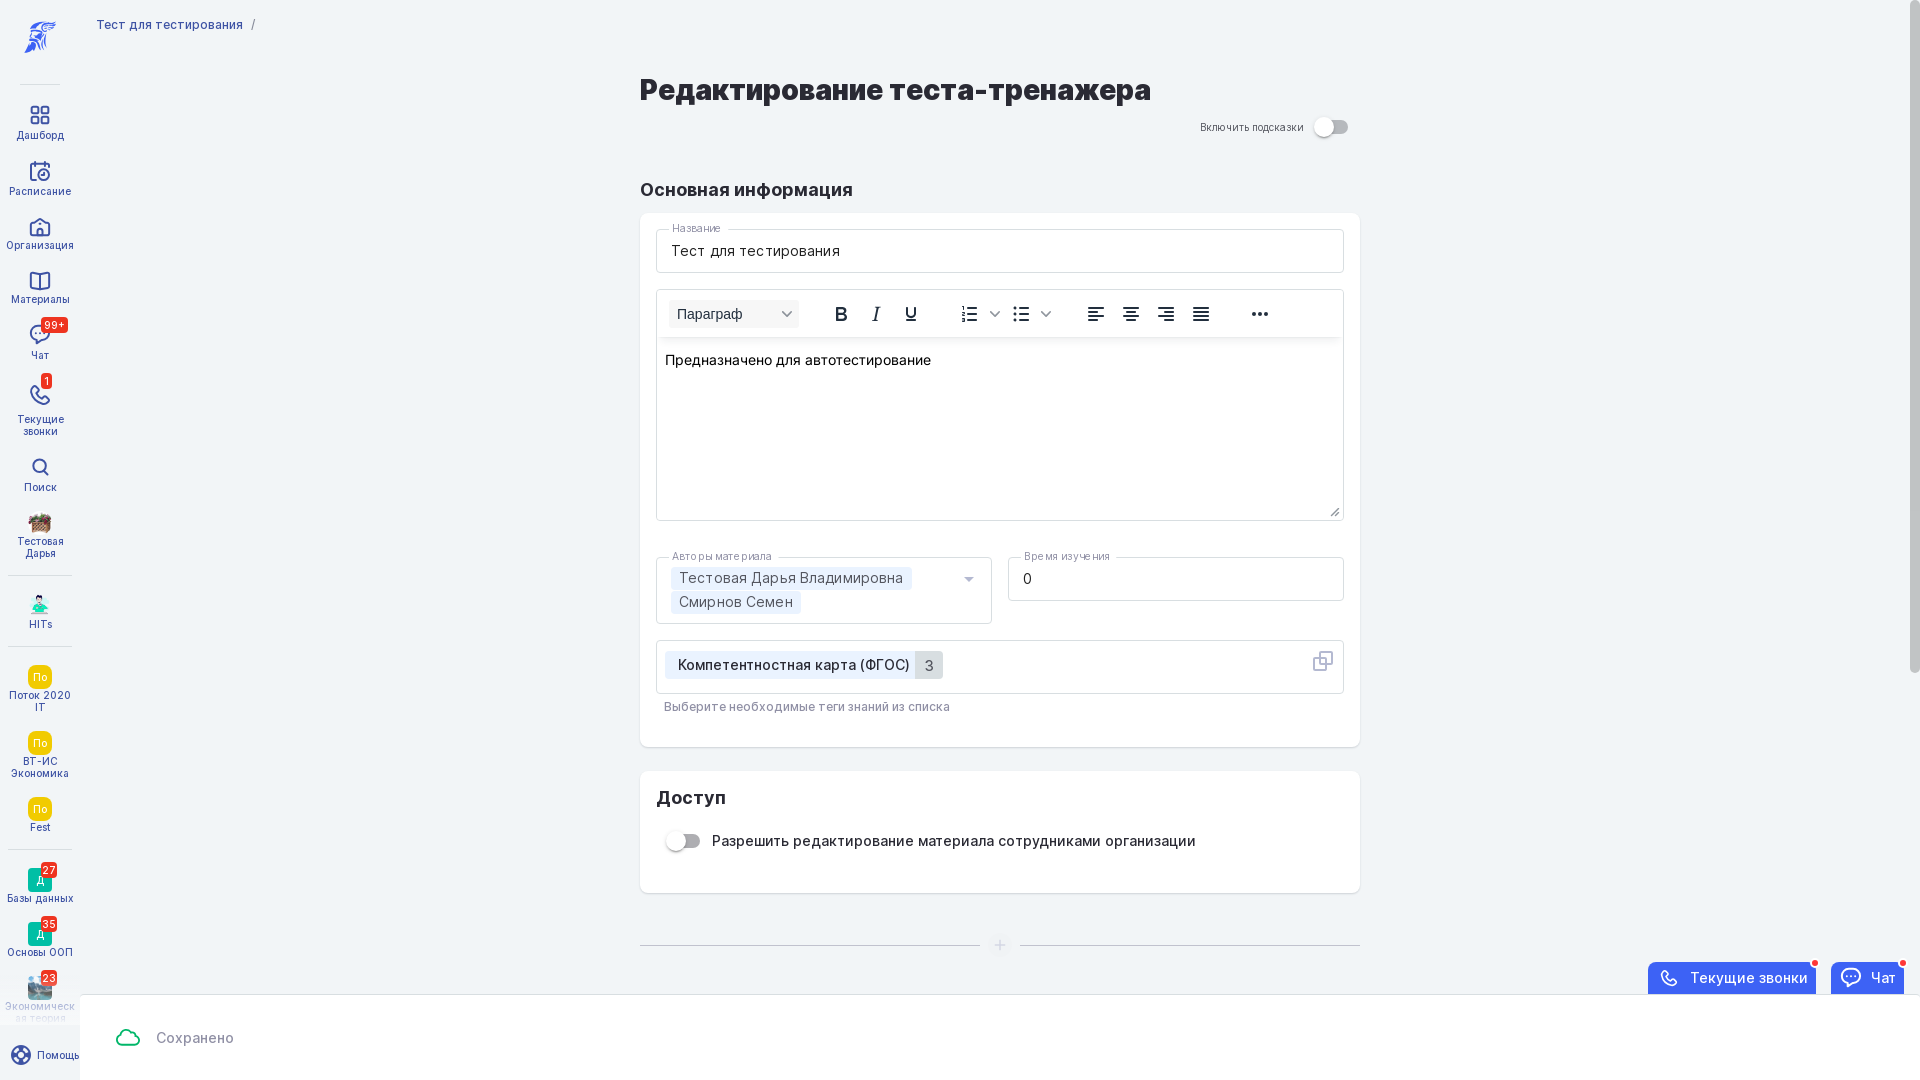 Тест для тестирования /
Редактирование теста-тренажера
Включить подсказки
Дашборд
Расписание
Организация
Материалы
99+
Чат
1
Текущие
звонки
Поиск
Тестовая
Дарья
HITs
По
Поток 2020
IT
По
ВТ-ИС
Экономика
По
Fest
27
Д
Базы данных
35
Д
Основы ООП
23
Экономическ
ая теория
Помощь
Основная информация
Название
Тест для тестирования
Параграф
Предназначено для автотестирование
Авторы материала
Тестовая Дарья Владимировна
Смирнов Семен
Время изучения
0
Компетентностная карта (ФГОС) 3
Выберите необходимые теги знаний из списка
Доступ
Разрешить редактирование материала сотрудниками организации
Текущие звонки
Чат
Сохранено